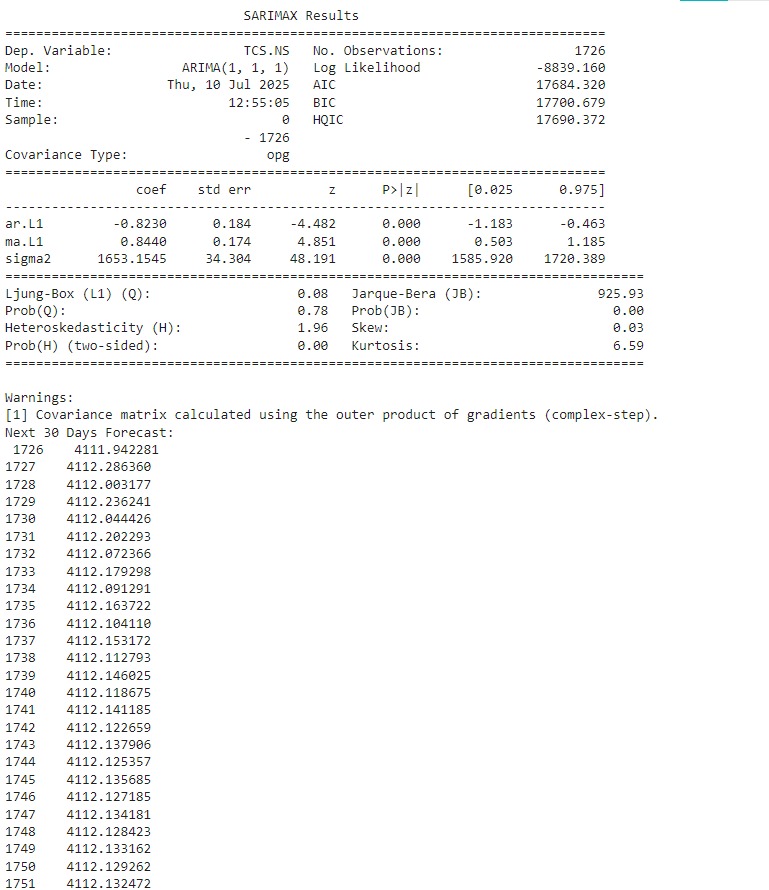 SARIMAX Results
==============================================================================
Dep. Variable: TCS.NS No. Observations: 1726
Model: ARIMA(1, 1, 1) Log Likelihood -8839.160
Date: Thu, 10 Jul 2025 AIC 17684.320
Time: 12:55:05 BIC 17700.679
Sample: 0 HQIC 17690.372
- 1726
Covariance Type: opg
==============================================================================
coef std err z P>|z| [0.025 0.975]
------------------------------------------------------------------------------
ar.L1 -0.8230 0.184 -4.482 0.000 -1.183 -0.463
ma.L1 0.8440 0.174 4.851 0.000 0.503 1.185
sigma2 1653.1545 34.304 48.191 0.000 1585.920 1720.389
===================================================================================
Ljung-Box (L1) (Q): 0.08 Jarque-Bera (JB): 925.93
Prob(Q): 0.78 Prob(JB): 0.00
Heteroskedasticity (H): 1.96 Skew: 0.03
Prob(H) (two-sided): 0.00 Kurtosis: 6.59
===================================================================================
Warnings:
[1] Covariance matrix calculated using the outer product of gradients (complex-step).
Next 30 Days Forecast:
1726 4111.942281
1727 4112.286360
1728 4112.003177
1729 4112.236241
1730 4112.044426
1731 4112.202293
1732 4112.072366
1733 4112.179298
1734 4112.091291
1735 4112.163722
1736 4112.104110
1737 4112.153172
1738 4112.112793
1739 4112.146025
1740 4112.118675
1741 4112.141185
1742 4112.122659
1743 4112.137906
1744 4112.125357
1745 4112.135685
1746 4112.127185
1747 4112.134181
1748 4112.128423
1749 4112.133162
1750 4112.129262
1751 4112.132472